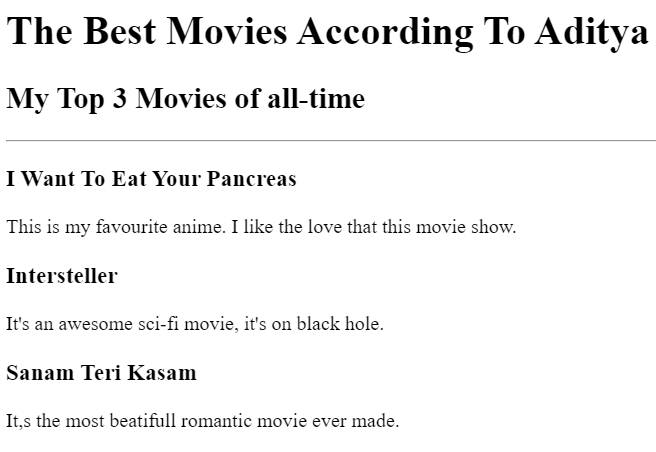 The Best Movies According To Aditya
My Top 3 Movies of all-time
I Want To Eat Your Pancreas
This is my favourite anime. I like the love that this movie show.
Intersteller
It's an awesome sci-fi movie, it's on black hole.
Sanam Teri Kasam
It,s the most beatifull romantic movie ever made.